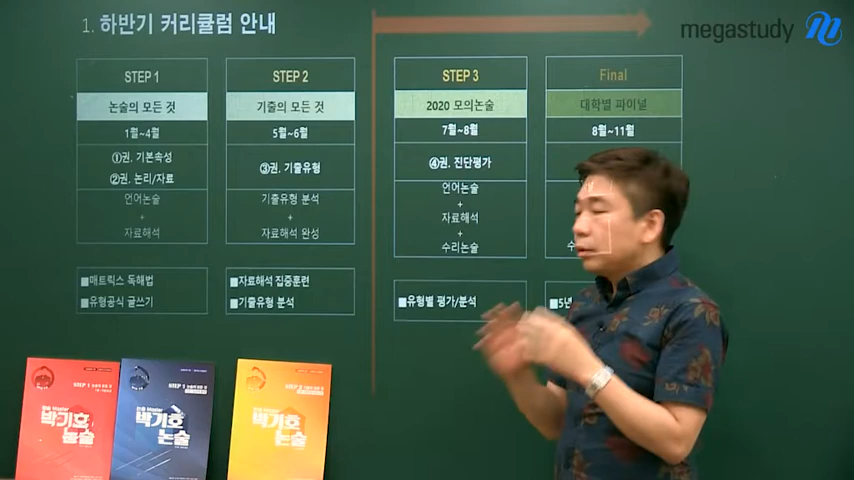 1. 하반기 커리큘럼 안내
megastudy
STEP 1
논술의 모든 것
1월~4월
①권. 기본속성
②권. 논리/자료
언어논술
+
자료해석
■매트릭스 독해법
■유형공식 글쓰기
STEP 2
기출의 모든 것
5월~6월
③권. 기출유형
기출유형 분석
+
자료해석 완성
■자료해석 집중훈련
■기출유형 분석
STEP 3
2020 모의논술
7월~8월
④권. 진단평가
언어논술
+
자료해석
+
수리논술
■유형별 평가/분석
Final
대학별 파이널
8월~11월
■5년
STEP 1
박기호
논술
STEP 1
박기호
논술
STEP 2
박기호
논술